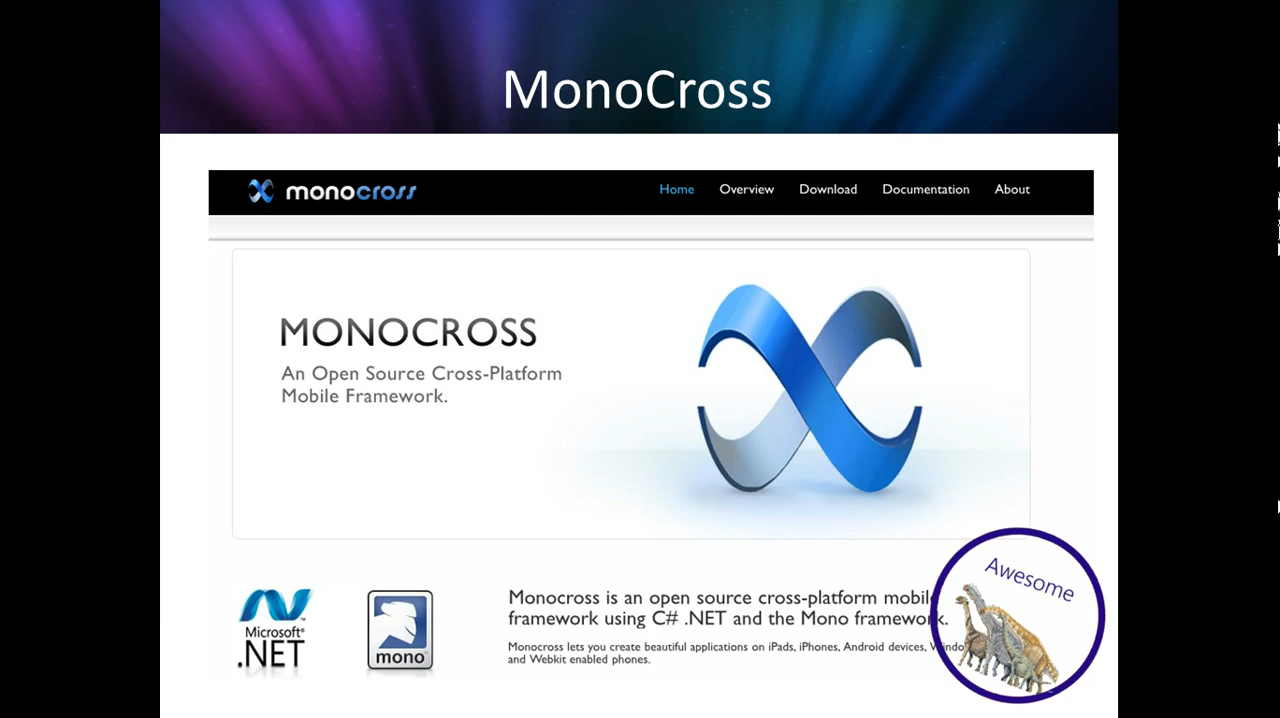 MonoCross
monocross
Home Overview Download Documentation About
MONOCROSS
An Open Source Cross-Platform
Mobile Framework.
Microsoft®
.NET
mono™
Monocross is an open source cross-platform mobile
framework using C# .NET and the Mono framework.
Monocross lets you create beautiful applications on iPads, iPhones, Android devices,
and Webkit enabled phones.
Awesome